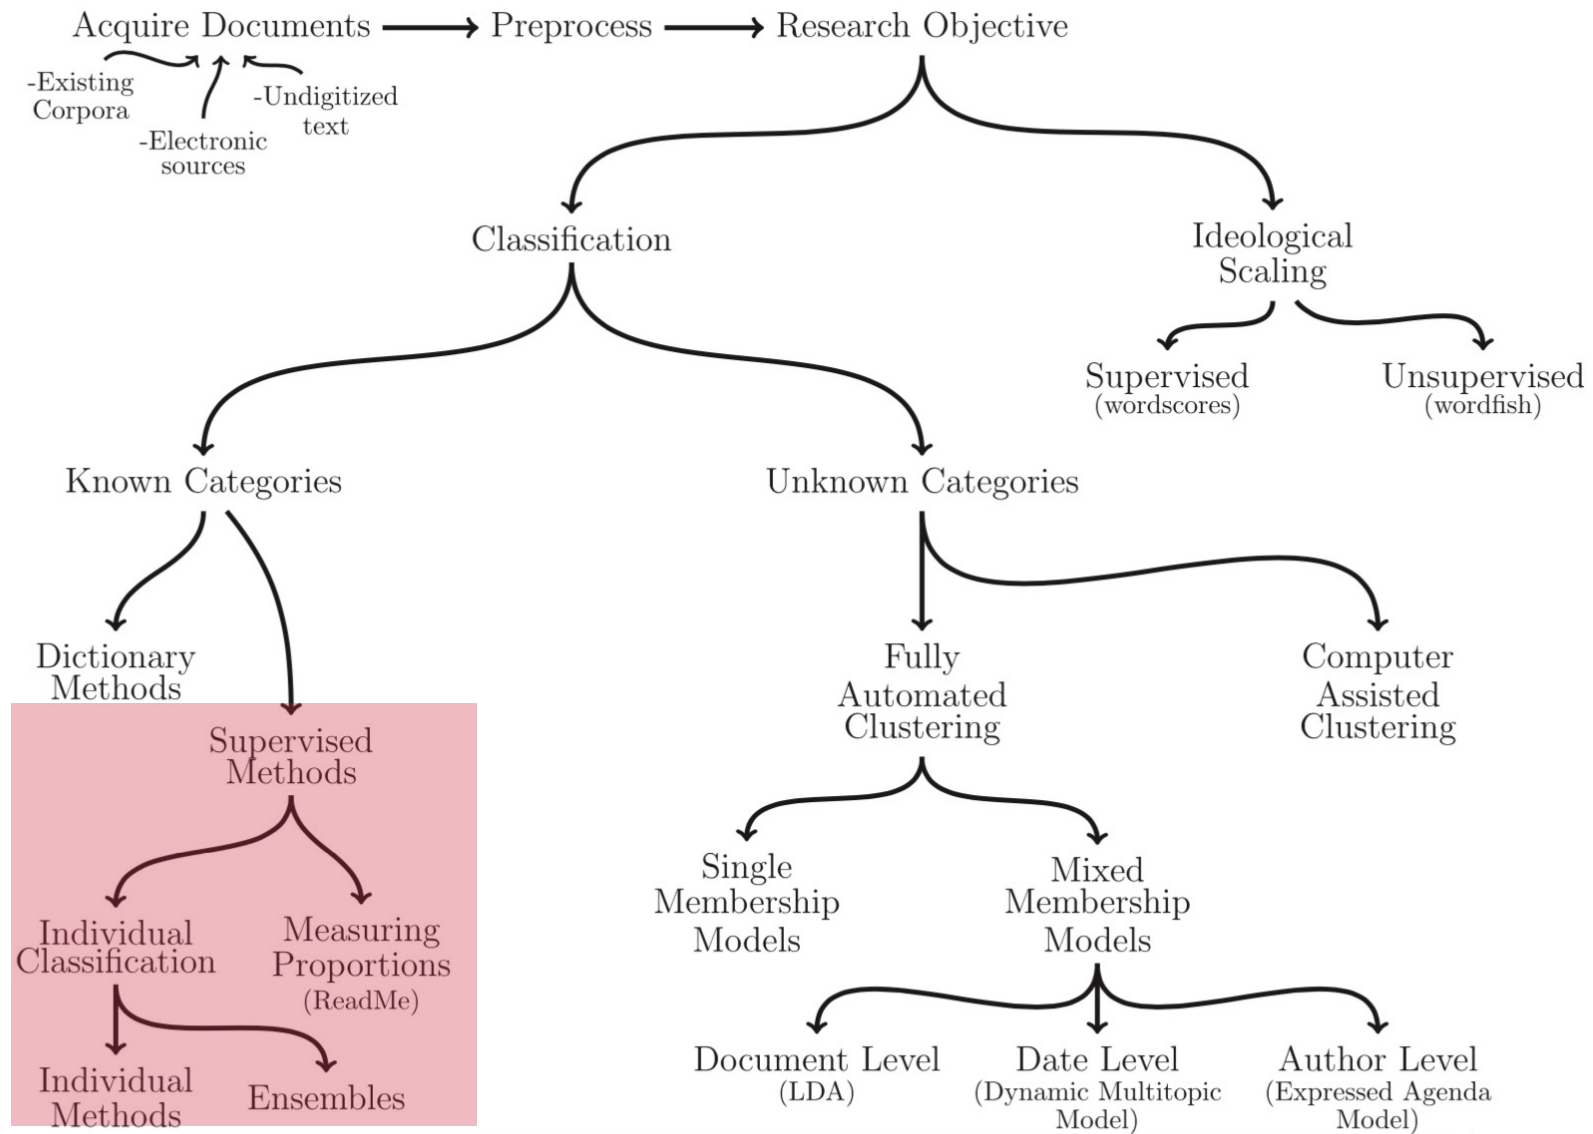 Acquire Documents
Preprocess
Research Objective
-Existing
Corpora
-Electronic
sources
-Undigitized
text
Classification
Ideological
Scaling
Supervised
(wordscores)
Unsupervised
(wordfish)
Known Categories
Unknown Categories
Dictionary
Methods
Supervised
Methods
Fully
Automated
Clustering
Computer
Assisted
Clustering
Individual
Classification
Measuring
Proportions
(ReadMe)
Single
Membership
Models
Mixed
Membership
Models
Individual
Methods
Ensembles
Document Level
(LDA)
Date Level
(Dynamic Multitopic
Model)
Author Level
(Expressed Agenda
Model)